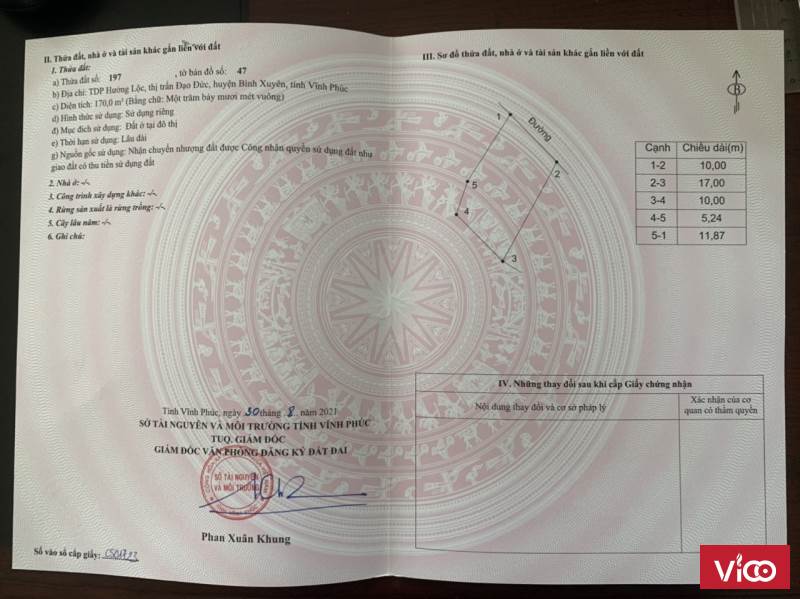 II. Thửa đất, nhà ở và tài sản khác gắn liền với đất
1. Thửa đất:
a) Thửa đất số: 197 , tờ bản đồ số: 47
b) Địa chỉ: TDP Hưởng Lộc, thị trấn Đạo Đức, huyện Bình Xuyên, tỉnh Vĩnh Phúc
c) Diện tích: 170,0 m² (Bằng chữ: Một trăm bảy mươi mét vuông)
d) Hình thức sử dụng: Sử dụng riêng
đ) Mục đích sử dụng: Đất ở tại đô thị
e) Thời hạn sử dụng: Lâu dài
g) Nguồn gốc sử dụng: Nhận chuyển nhượng đất được Công nhận quyền sử dụng đất như
giao đất có thu tiền sử dụng đất
2. Nhà ở: -/-
3. Công trình xây dựng khác: -/-
4. Rừng sản xuất là rừng trồng: -/-
5. Cây lâu năm: -/-
6. Ghi chú:
Tỉnh Vĩnh Phúc, ngày 30 tháng 8 năm 2021
SỞ TÀI NGUYÊN VÀ MÔI TRƯỜNG TỈNH VĨNH PHÚC
TUQ. GIÁM ĐỐC
GIÁM ĐỐC VĂN PHÒNG ĐĂNG KÝ ĐẤT ĐAI
SỞ TÀI NGUYÊN
VÀ MÔI TRƯỜNG
Phan Xuân Khung
Số vào sổ cấp giấy:
III. Sơ đồ thửa đất, nhà ở và tài sản khác gắn liền với đất
B
Đường
1
2
3
4
5
Cạnh Chiều dài(m)
1-2 10,00
2-3 17,00
3-4 10,00
4-5 5,24
5-1 11,87
IV. Những thay đổi sau khi cấp Giấy chứng nhận
Nội dung thay đổi và cơ sở pháp lý
Xác nhận của cơ
quan có thẩm quyền
ViCO